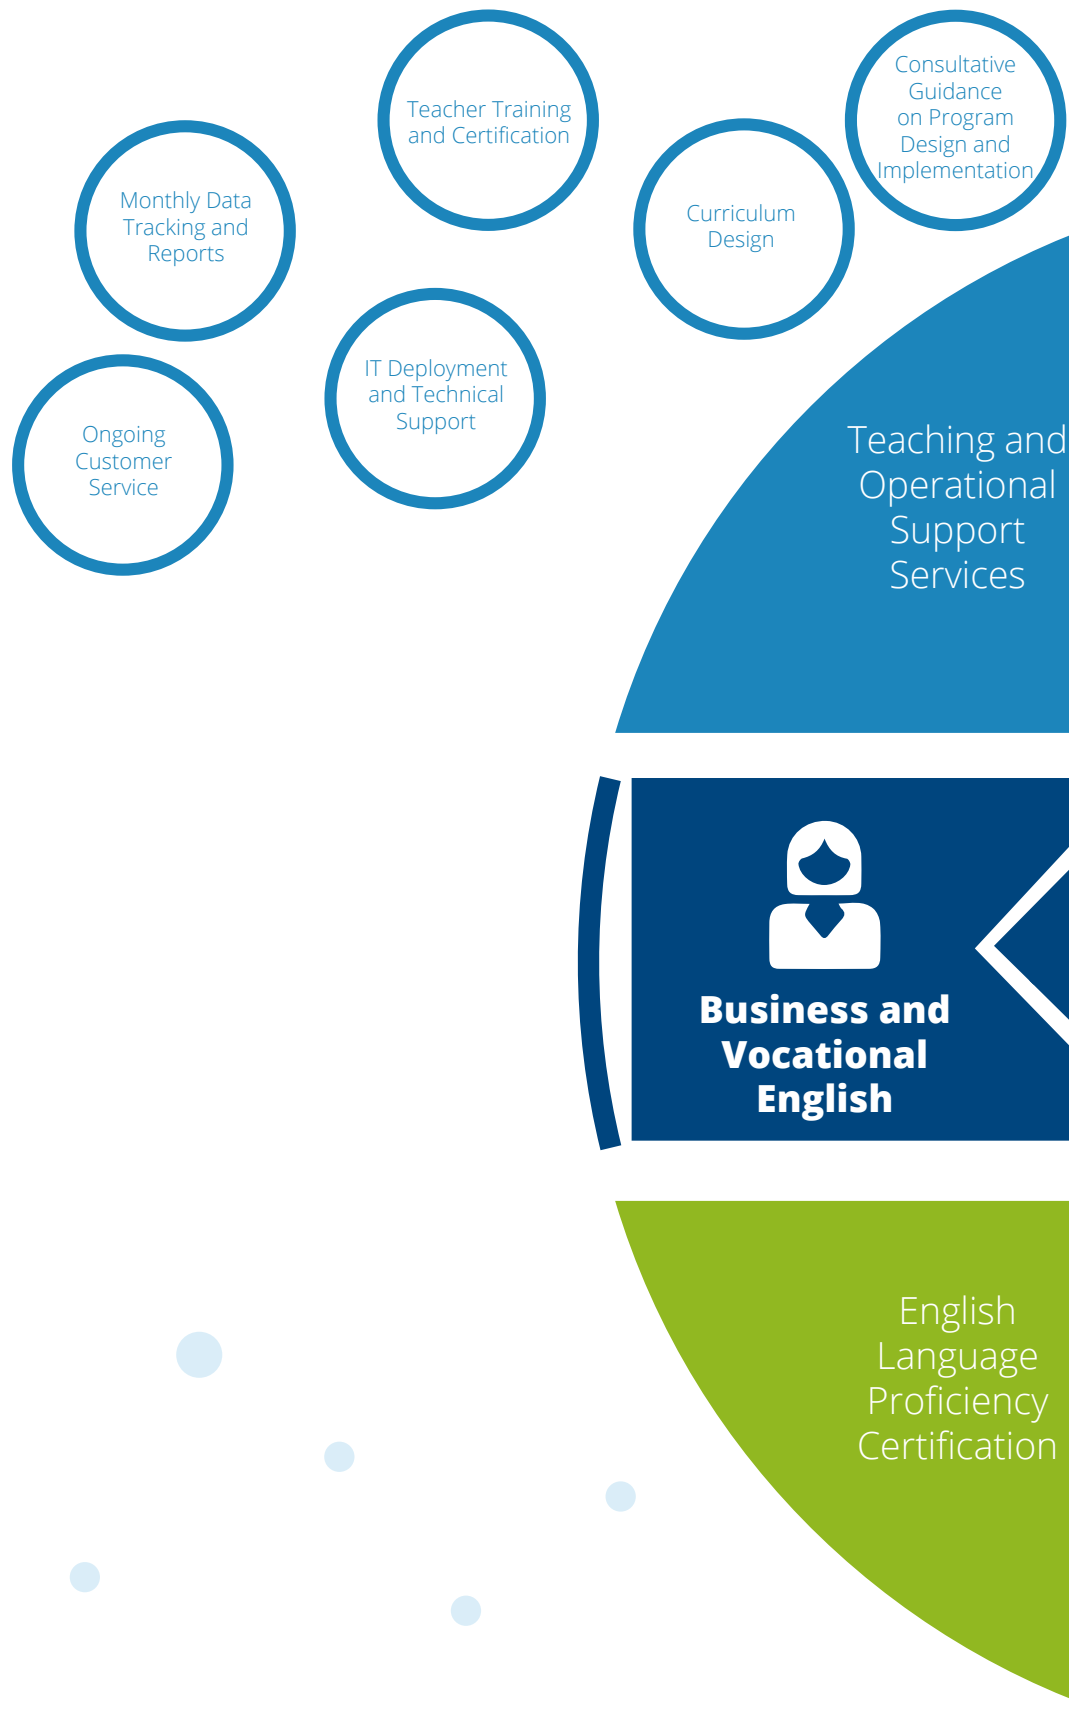 Consultative
Guidance
on Program
Design and
Implementation
Teacher Training
and Certification
Monthly Data
Tracking and
Reports
Curriculum
Design
IT Deployment
and Technical
Support
Ongoing
Customer
Service
Teaching and
Operational
Support
Services
Business and
Vocational
English
English
Language
Proficiency
Certification